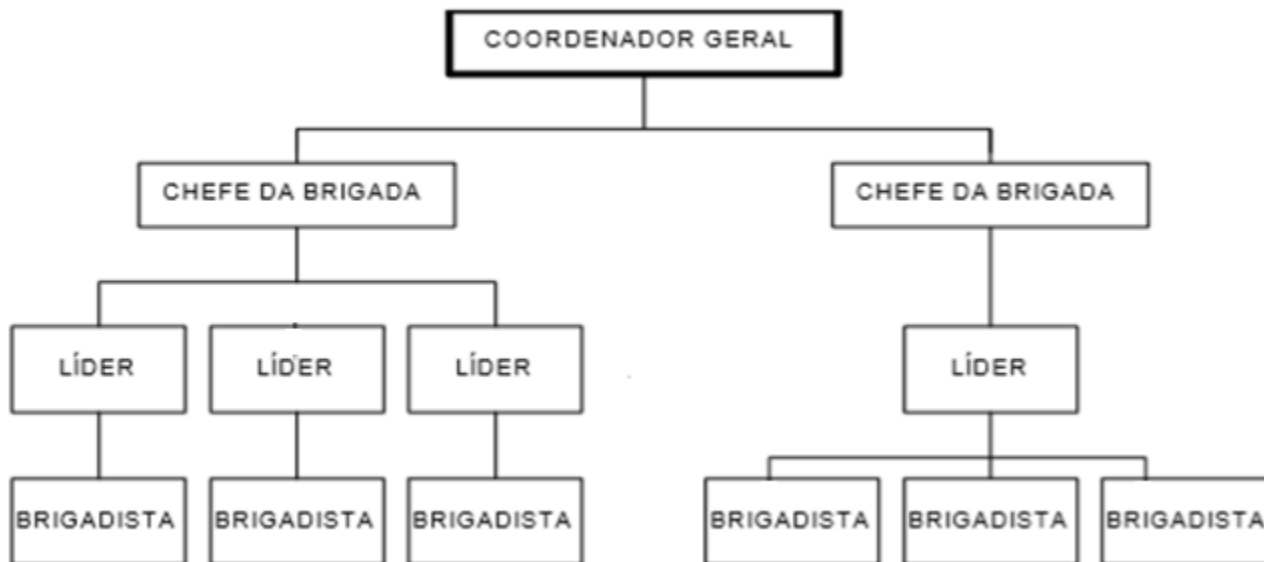 COORDENADOR GERAL
CHEFE DA BRIGADA
CHEFE DA BRIGADA
LÍDER
LÍDER
LÍDER
LÍDER
BRIGADISTA
BRIGADISTA
BRIGADISTA
BRIGADISTA
BRIGADISTA
BRIGADISTA